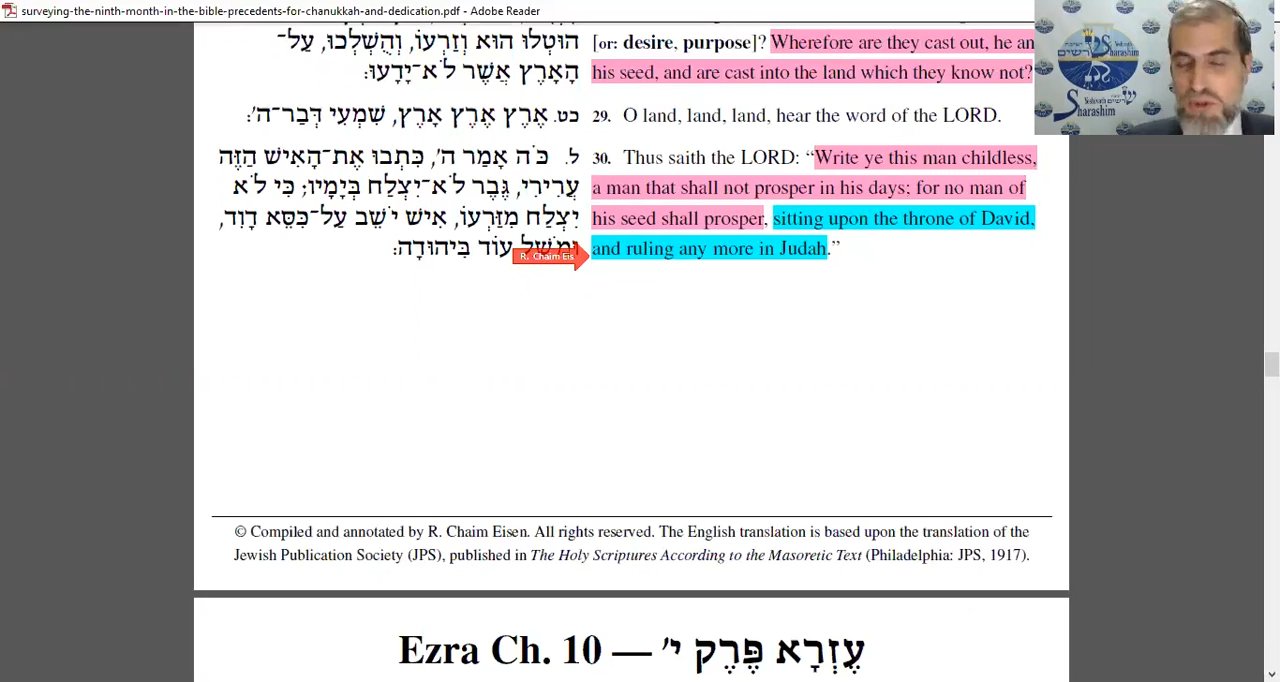 surveying-the-ninth-month-in-the-bible-precedents-for-chanukkah-and-dedication.pdf - Adobe Reader
הוּטְלוּ הוּא וְזַרְעוֹ, וְהֻשְׁלְכוּ, עַל־
הָאָרֶץ אֲשֶׁר לֹא־יָדָעוּ:
כט. אֶרֶץ אֶרֶץ אָרֶץ, שִׁמְעִי דְּבַר־ה':
ל. כֹּה אָמַר ה', כִּתְבוּ אֶת־הָאִישׁ הַזֶּה
עֲרִירִי, גֶּבֶר לֹא־יִצְלַח בְּיָמָיו; כִּי לֹא
יִצְלַח מִזַּרְעוֹ, אִישׁ יֹשֵׁב עַל־כִּסֵּא דָוִד,
וּמֹשֵׁל עוֹד בִּיהוּדָה:
[or: desire, purpose]? Wherefore are they cast out, he an
his seed, and are cast into the land which they know not?
29. O land, land, land, hear the word of the LORD.
30. Thus saith the LORD: “Write ye this man childless,
a man that shall not prosper in his days; for no man of
his seed shall prosper, sitting upon the throne of David,
and ruling any more in Judah.”
R. Chaim Eis
© Compiled and annotated by R. Chaim Eisen. All rights reserved. The English translation is based upon the translation of the
Jewish Publication Society (JPS), published in The Holy Scriptures According to the Masoretic Text (Philadelphia: JPS, 1917).
Ezra Ch. 10 — עֶזְרָא פֶּרֶק י'
Yeshivath
Sharashim